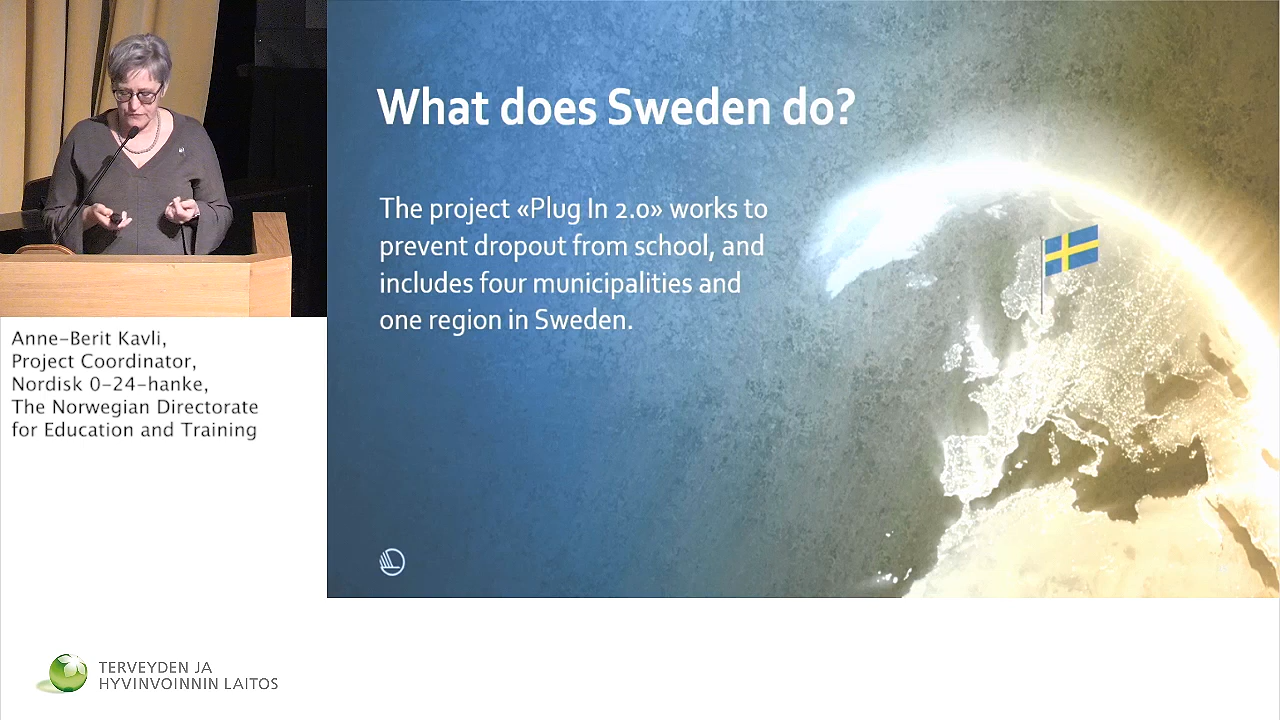 What does Sweden do?
The project «Plug In 2.0» works to
prevent dropout from school, and
includes four municipalities and
one region in Sweden.
Anne-Berit Kavli,
Project Coordinator,
Nordisk 0-24-hanke,
The Norwegian Directorate
for Education and Training
TERVEYDEN JA
HYVINVOINNIN LAITOS